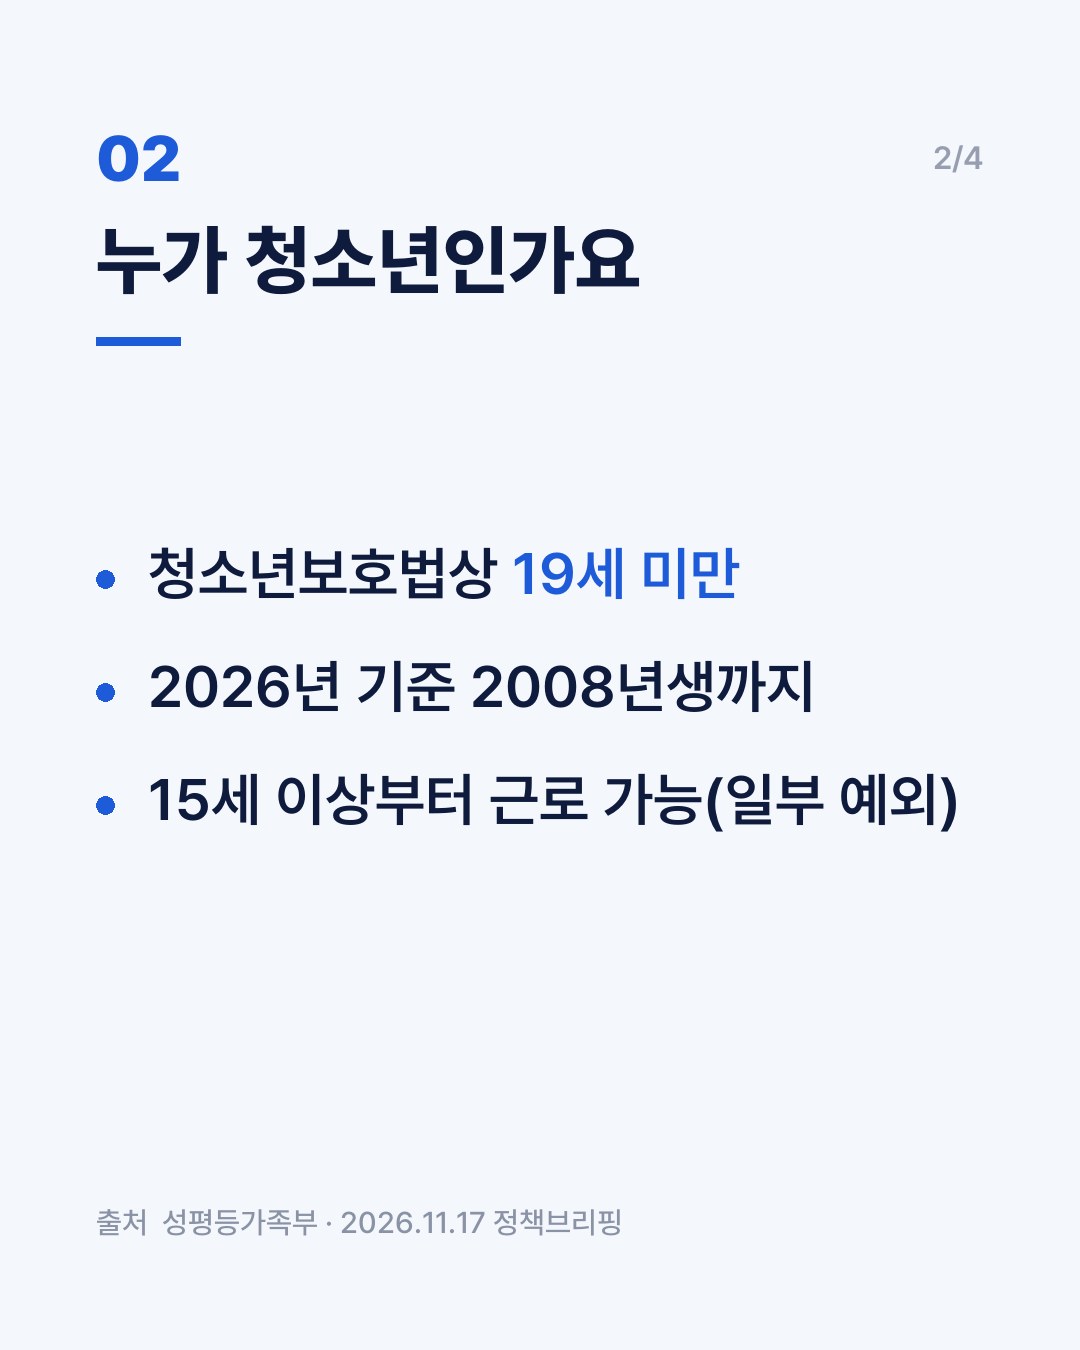 02
2/4
누가 청소년인가요
청소년보호법상 19세 미만
2026년 기준 2008년생까지
15세 이상부터 근로 가능(일부 예외)
출처 성평등가족부 · 2026.11.17 정책브리핑